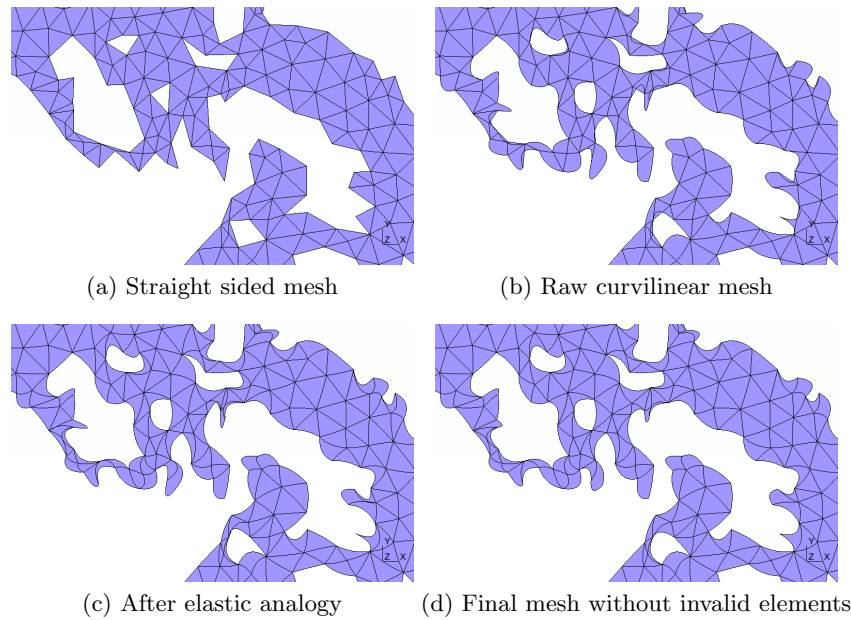 Y
Z X
Y
Z X
(a) Straight sided mesh
(b) Raw curvilinear mesh
Y
Z X
Y
Z X
(c) After elastic analogy
(d) Final mesh without invalid elements